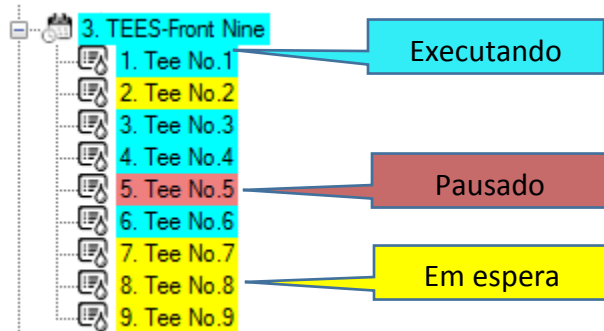 3. TEES-Front Nine
1. Tee No.1
Executando
2. Tee No.2
3. Tee No.3
4. Tee No.4
5. Tee No.5
Pausado
6. Tee No.6
7. Tee No.7
8. Tee No.8
Em espera
9. Tee No.9